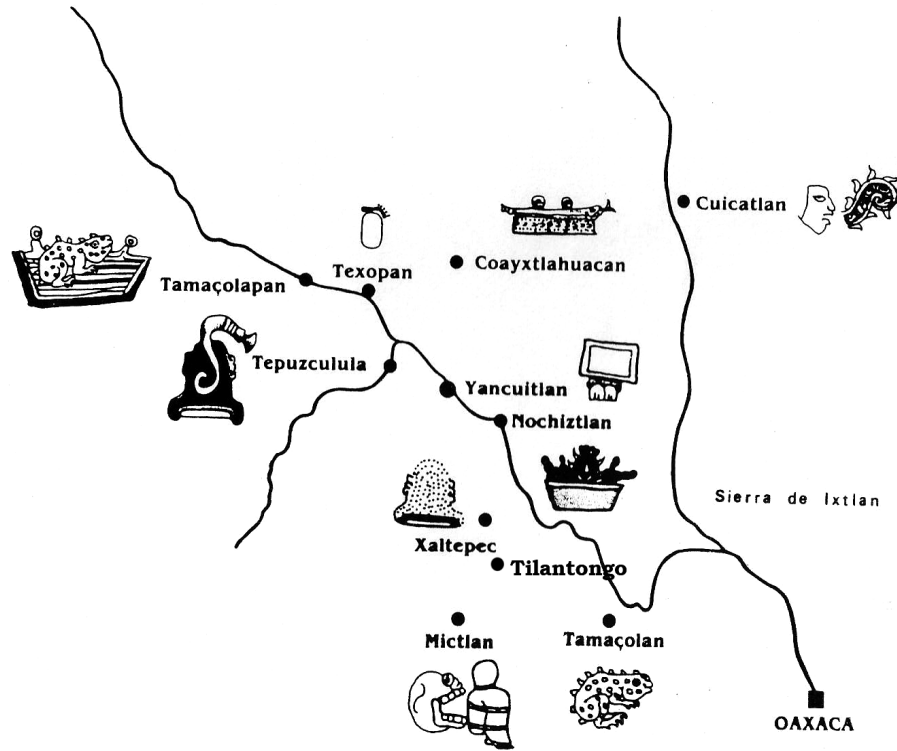 Cuicatlan
Texopan
Coayxtlahuacan
Tamaçolapan
Tepuzculula
Yancuitlan
Nochiztlan
Sierra de Ixtlan
Xaltepec
Tilantongo
Mictlan
Tamaçolan
OAXACA